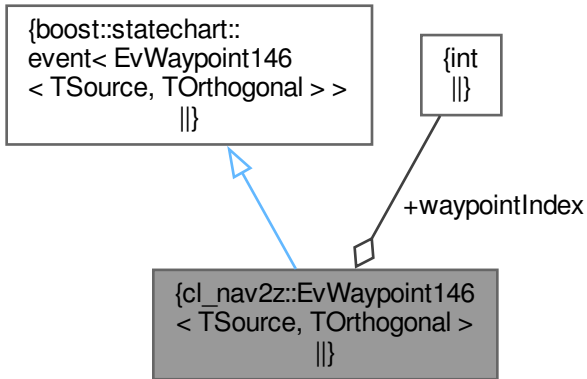 {boost::statechart::
event< EvWaypoint146
< TSource, TOrthogonal > >
||}
{int
||}
+waypointIndex
{cl_nav2z::EvWaypoint146
< TSource, TOrthogonal >
||}